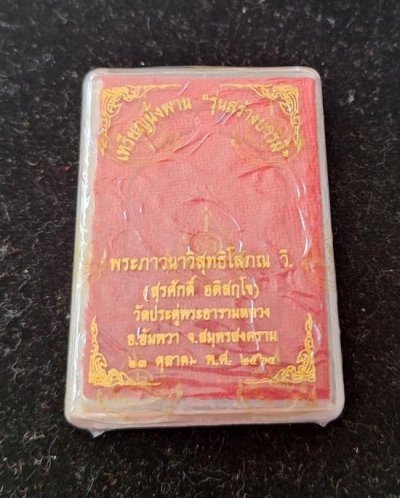 เหรียญนั่งพาน "รุ่นสร้างบารมี"
พระภาวนาวิสุทธิโสภณ วิ.
(สุรศักดิ์ อติสกฺโข)
วัดประดู่พระอารามหลวง
อ.อัมพวา จ.สมุทรสงคราม
๒๓ ตุลาคม พ.ศ. ๒๕๖๔